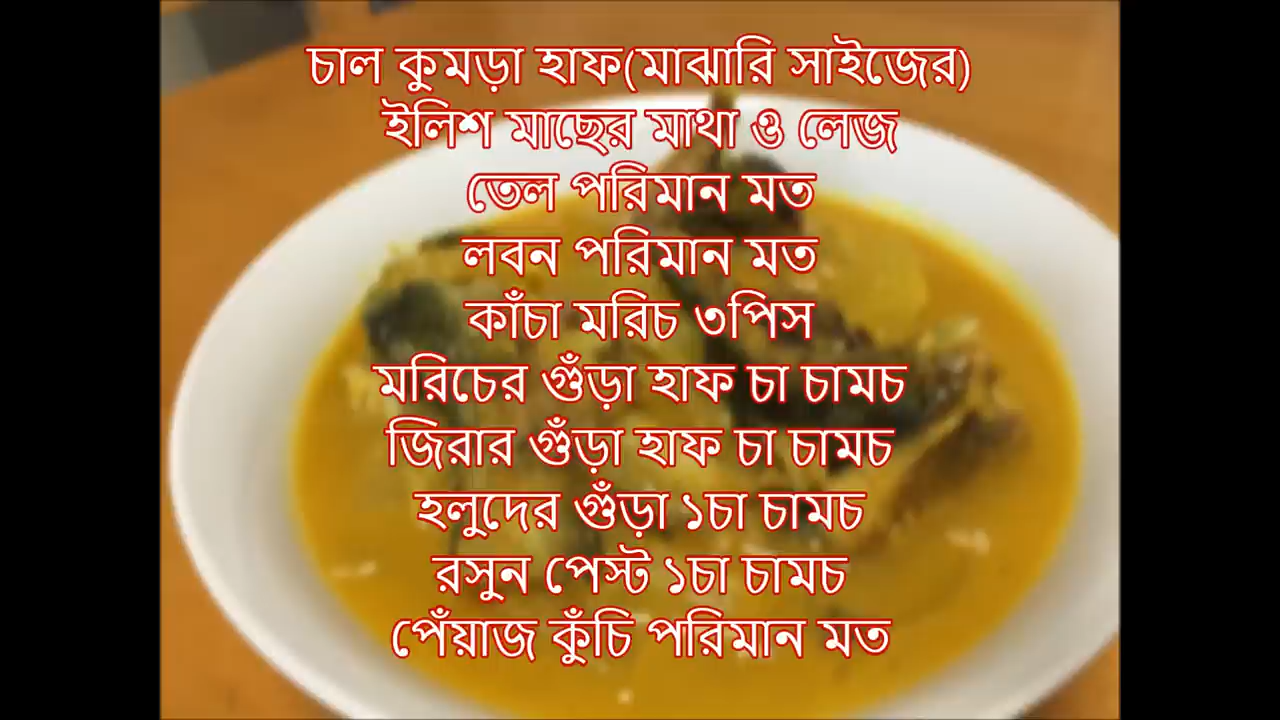 চাল কুমড়া হাফ(মাঝারি সাইজের)
ইলিশ মাছের মাথা ও লেজ
তেল পরিমান মত
লবন পরিমান মত
কাঁচা মরিচ ৩পিস
মরিচের গুঁড়া হাফ চা চামচ
জিরার গুঁড়া হাফ চা চামচ
হলুদের গুঁড়া ১চা চামচ
রসুন পেস্ট ১চা চামচ
পেঁয়াজ কুঁচি পরিমান মত